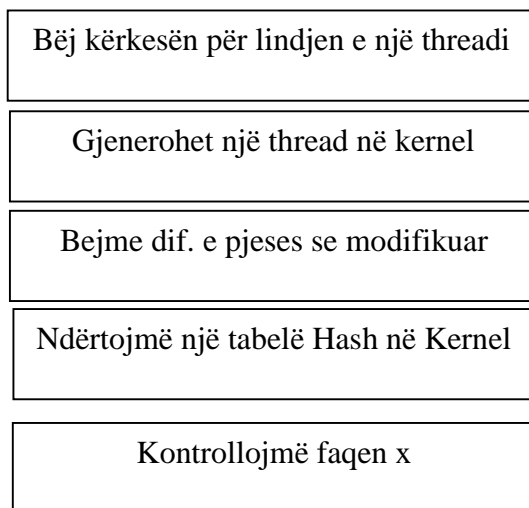 Bëj kërkesën për lindjen e një threadi
Gjenerohet një thread në kernel
Bejme dif. e pjeses se modifikuar
Ndërtojmë një tabelë Hash në Kernel
Kontrollojmë faqen x